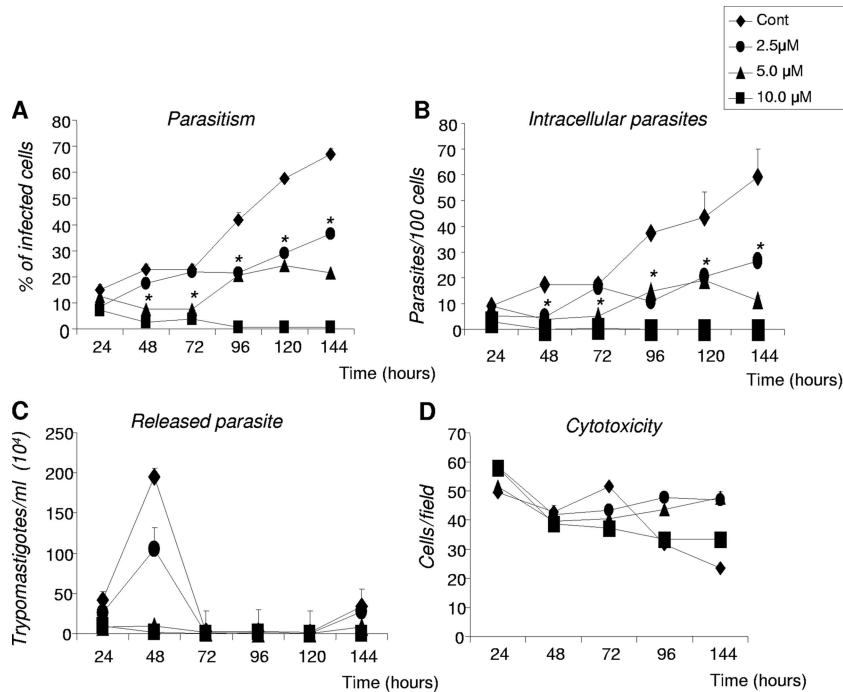 Cont
2.5µM
5.0 µM
10.0 µM
A
Parasitism
% of infected cells
80
70
60
50
40
30
20
10
0
* * * * *
24 48 72 96 120 144
Time (hours)
B
Intracellular parasites
Parasites/100 cells
80
70
60
50
40
30
20
10
0
* * * * *
24 48 72 96 120 144
Time (hours)
C
Released parasite
Trypomastigotes/ml (10⁴)
250
200
150
100
50
0
24 48 72 96 120 144
Time (hours)
D
Cytotoxicity
Cells/field
70
60
50
40
30
20
10
0
24 48 72 96 120 144
Time (hours)